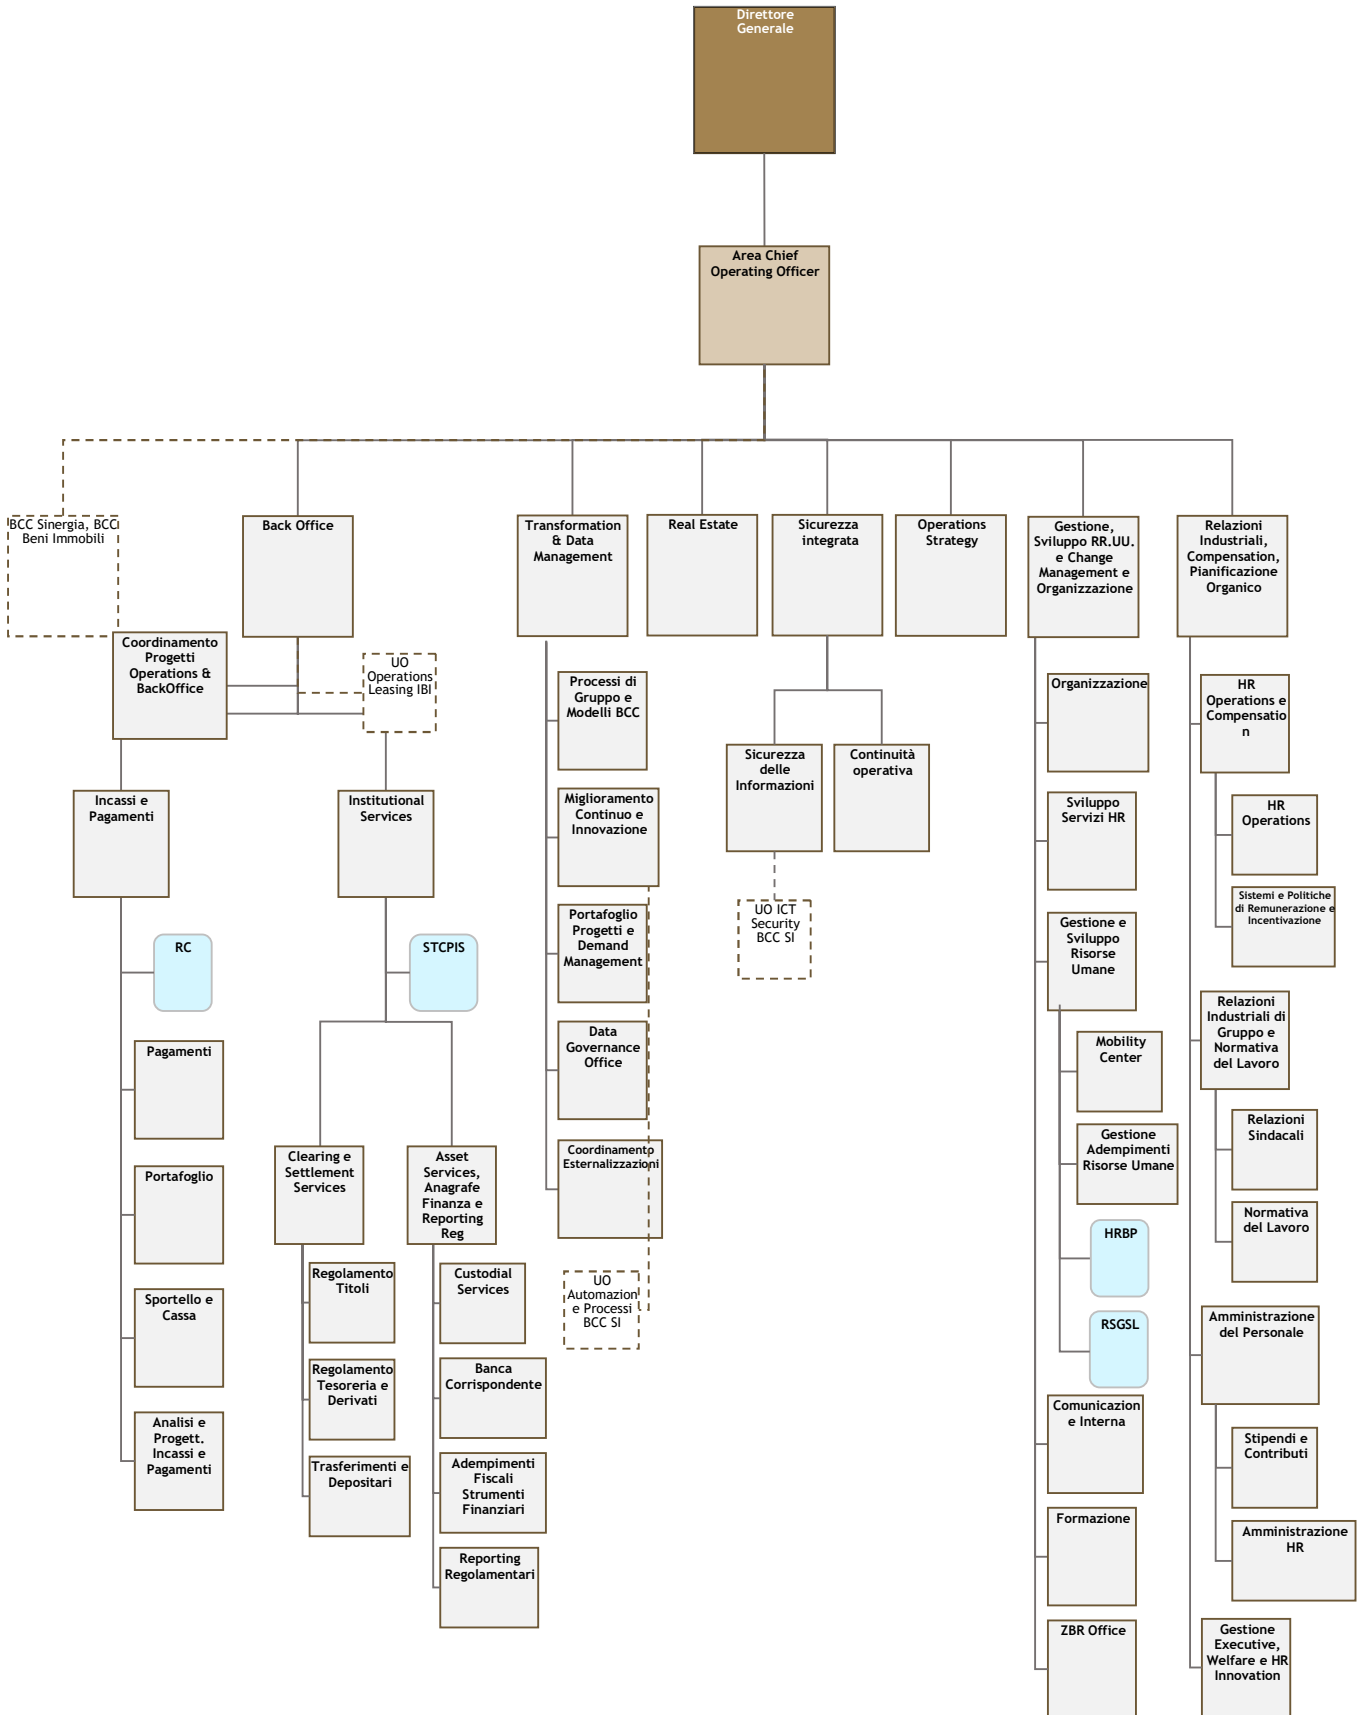 Direttore
Generale
Area Chief
Operating Officer
BCC Sinergia, BCC
Beni Immobili
Back Office
Transformation
& Data
Management
Real Estate
Sicurezza
integrata
Operations
Strategy
Gestione,
Sviluppo RR.UU.
e Change
Management e
Organizzazione
Relazioni
Industriali,
Compensation,
Pianificazione
Organico
Coordinamento
Progetti
Operations &
BackOffice
UO
Operations
Leasing IBI
Incassi e
Pagamenti
Institutional
Services
RC
STCPIS
Pagamenti
Portafoglio
Sportello e
Cassa
Analisi e
Progett.
Incassi e
Pagamenti
Clearing e
Settlement
Services
Asset
Services,
Anagrafe
Finanza e
Reporting
Reg
Regolamento
Titoli
Regolamento
Tesoreria e
Derivati
Trasferimenti e
Depositari
Custodial
Services
Banca
Corrispondente
Adempimenti
Fiscali
Strumenti
Finanziari
Reporting
Regolamentari
Processi di
Gruppo e
Modelli BCC
Miglioramento
Continuo e
Innovazione
Portafoglio
Progetti e
Demand
Management
Data
Governance
Office
Coordinamento
Esternalizzazioni
UO
Automazion
e Processi
BCC SI
Sicurezza
delle
Informazioni
Continuità
operativa
UO ICT
Security
BCC SI
Organizzazione
Sviluppo
Servizi HR
Gestione e
Sviluppo
Risorse
Umane
Mobility
Center
Gestione
Adempimenti
Risorse Umane
HRBP
RSGSL
Comunicazion
e Interna
Formazione
ZBR Office
HR
Operations e
Compensatio
n
HR
Operations
Sistemi e Politiche
di Remunerazione e
Incentivazione
Relazioni
Industriali di
Gruppo e
Normativa
del Lavoro
Relazioni
Sindacali
Normativa
del Lavoro
Amministrazione
del Personale
Stipendi e
Contributi
Amministrazione
HR
Gestione
Executive,
Welfare e HR
Innovation